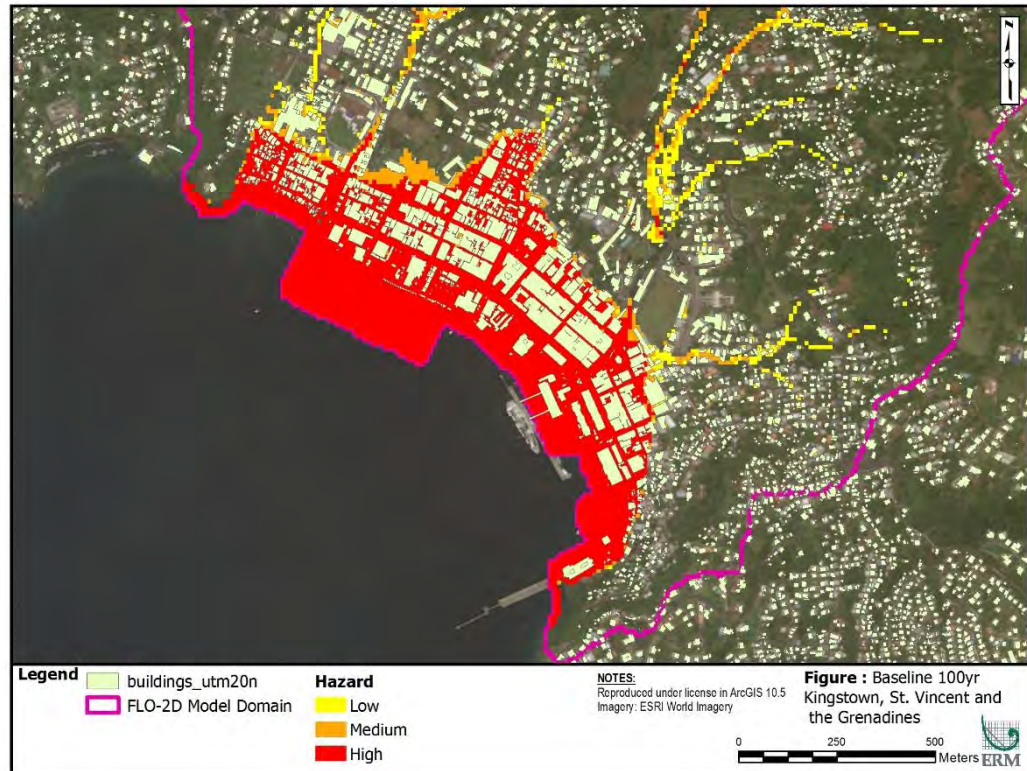 N
Legend
buildings_utm20n
FLO-2D Model Domain
Hazard
Low
Medium
High
NOTES:
Reproduced under license in ArcGIS 10.5
Imagery: ESRI World Imagery
Figure : Baseline 100yr
Kingstown, St. Vincent and
the Grenadines
0 250 500
Meters
ERM